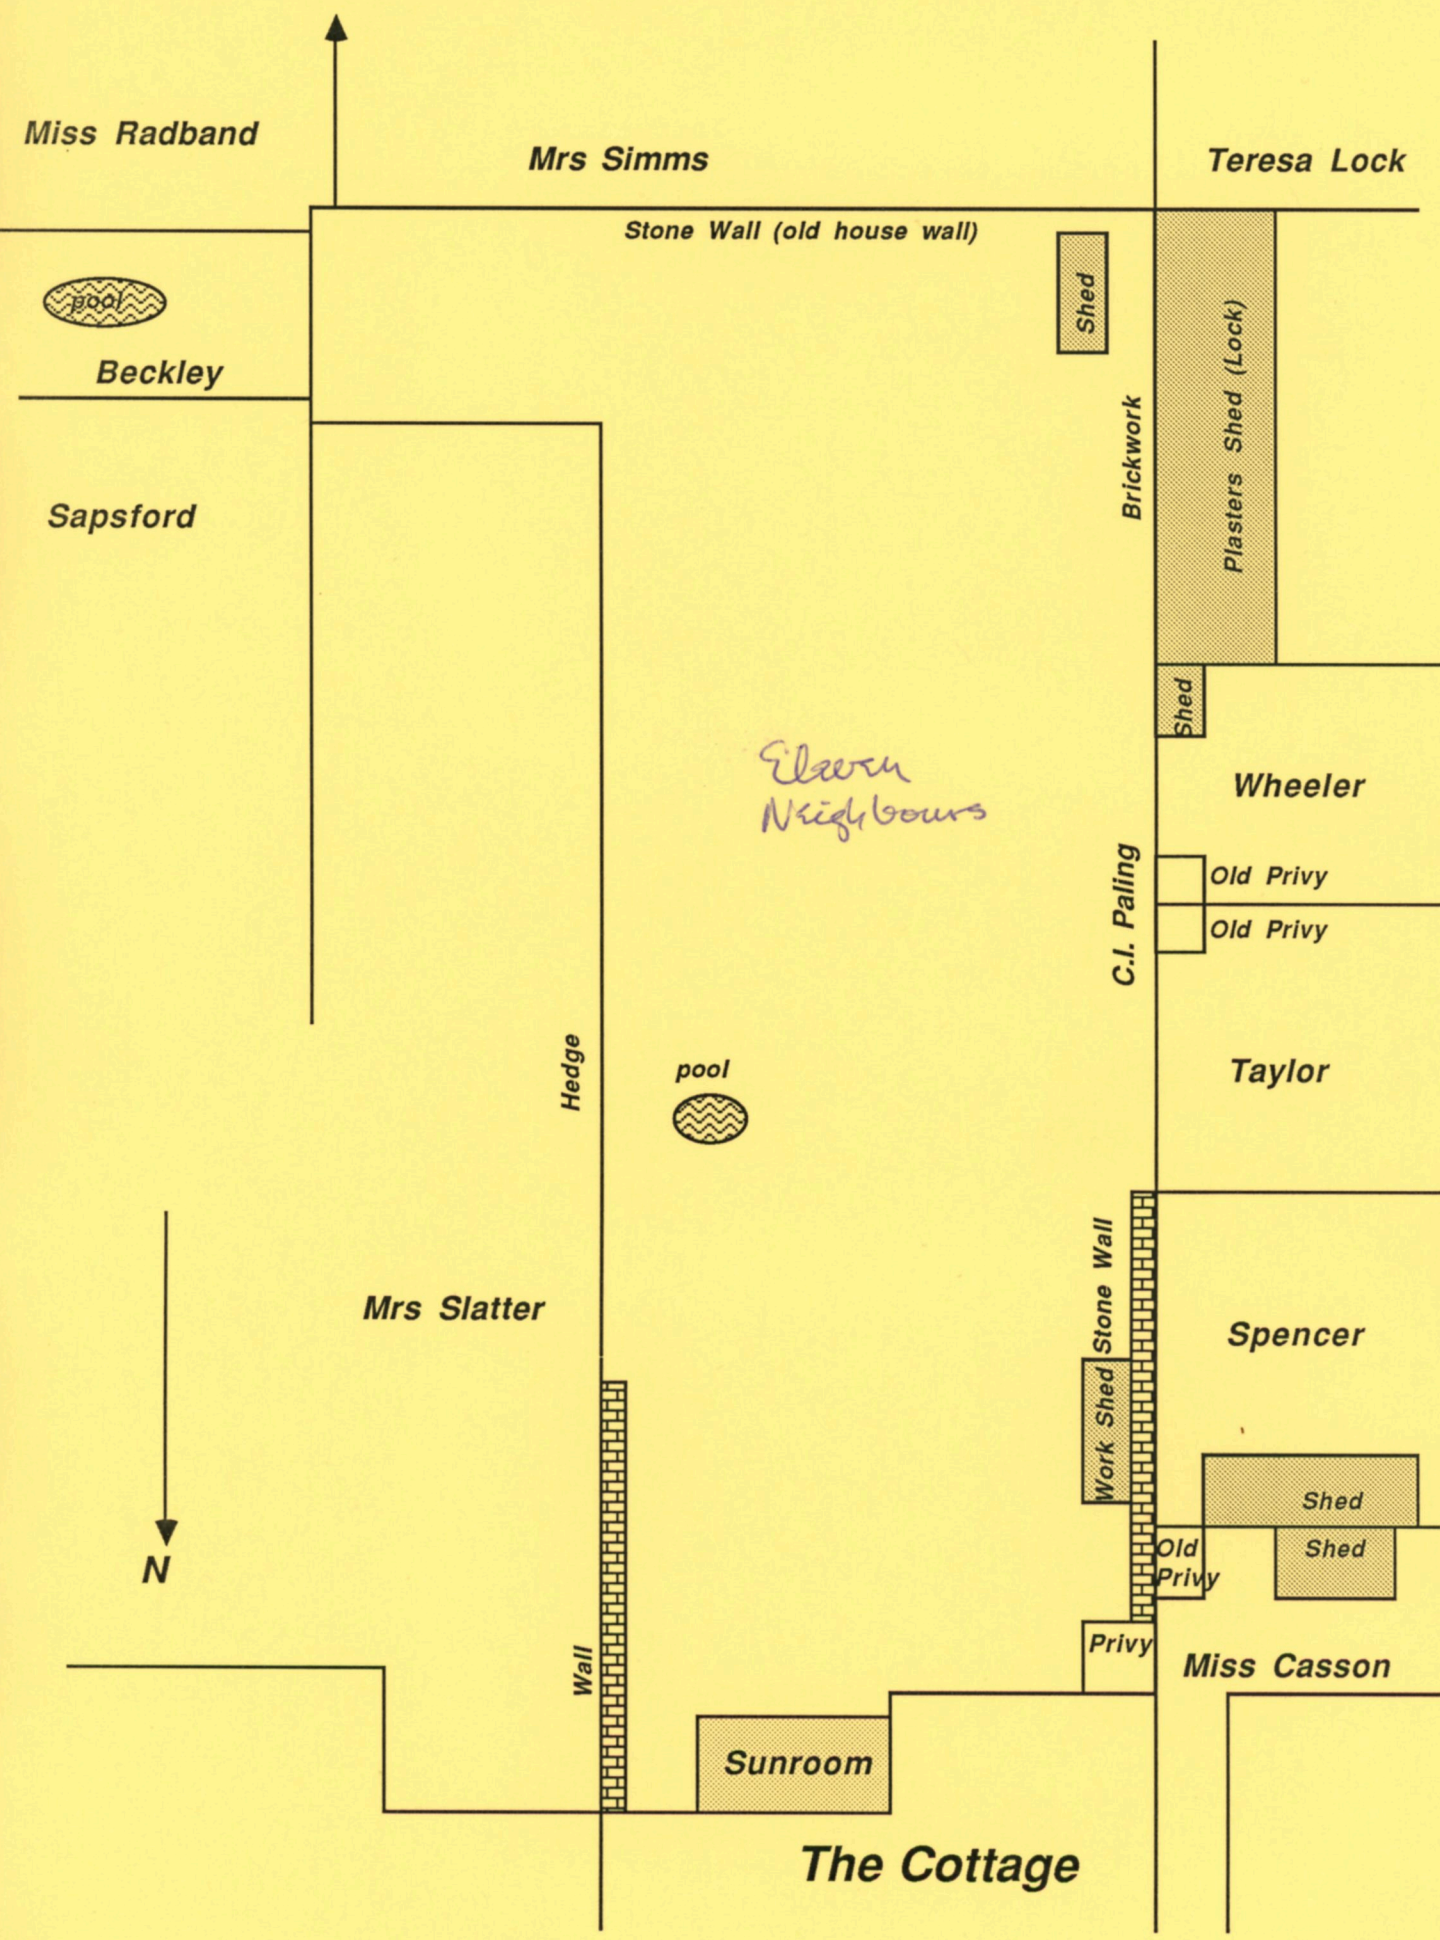 Miss Radband
Mrs Simms
Teresa Lock
Stone Wall (old house wall)
pool
Shed
Beckley
Plasters Shed (Lock)
Brickwork
Sapsford
Shed
Eleven
Neighbours
Wheeler
Old Privy
C.I. Paling
Old Privy
Hedge
pool
Taylor
Stone Wall
Mrs Slatter
Spencer
Work Shed
Shed
N
Old
Privy
Shed
Wall
Privy
Miss Casson
Sunroom
The Cottage